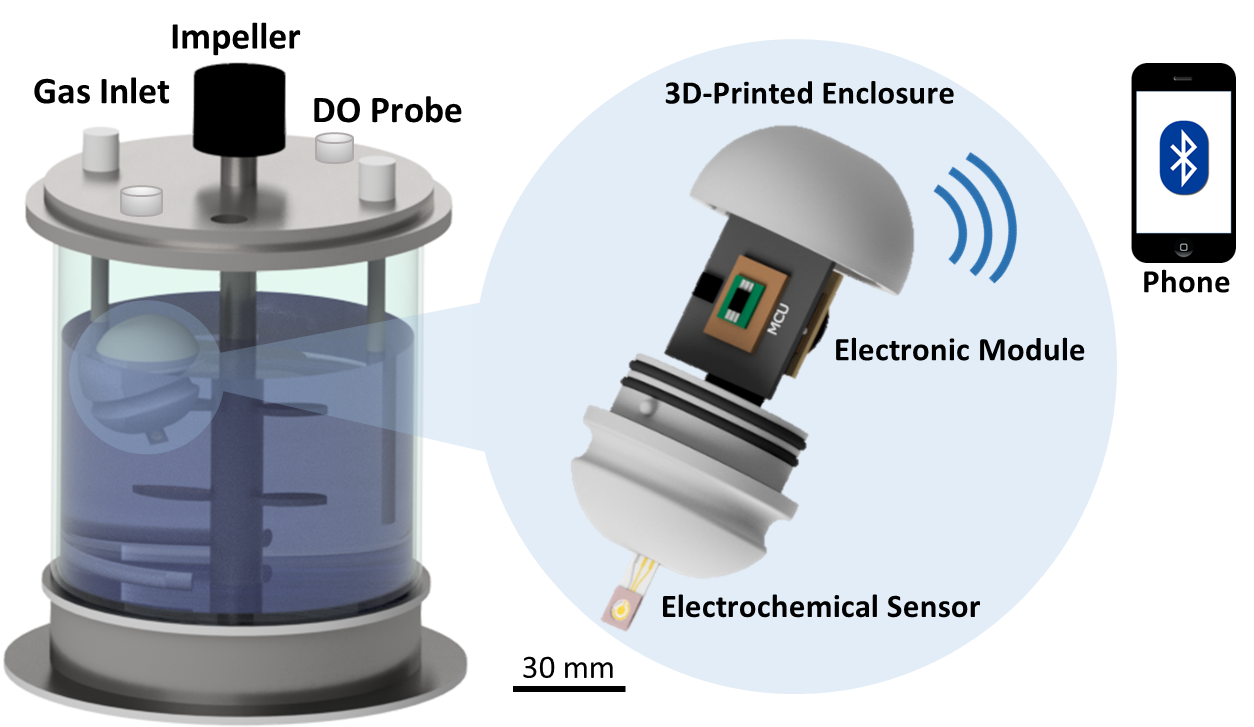 Impeller
Gas Inlet
DO Probe
3D-Printed Enclosure
MCU
Phone
Electronic Module
Electrochemical Sensor
30 mm